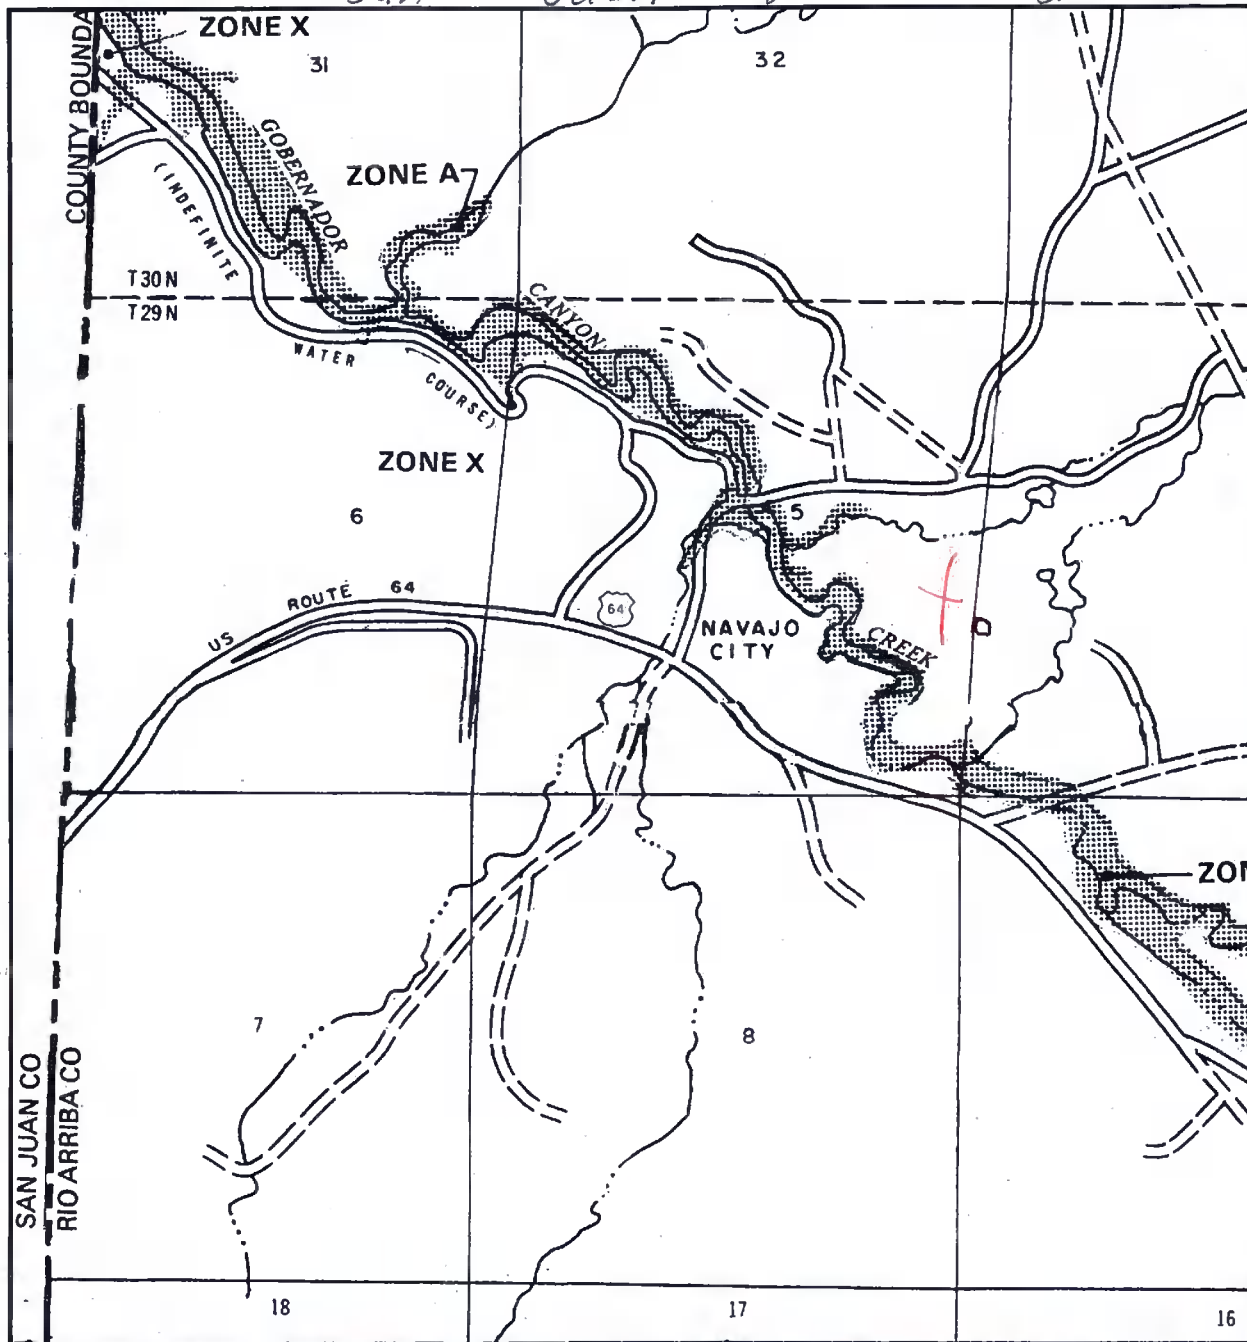 ZONE X
31
32
COUNTY BOUNDA
GOBERNADOR
ZONE A
(INDEFINITE
T30N
T29N
CANYON
WATER
COURSE)
ZONE X
6
5
US ROUTE 64
64
NAVAJO
CITY
CREEK
ZON
7
8
SAN JUAN CO
RIO ARRIBA CO
18
17
16